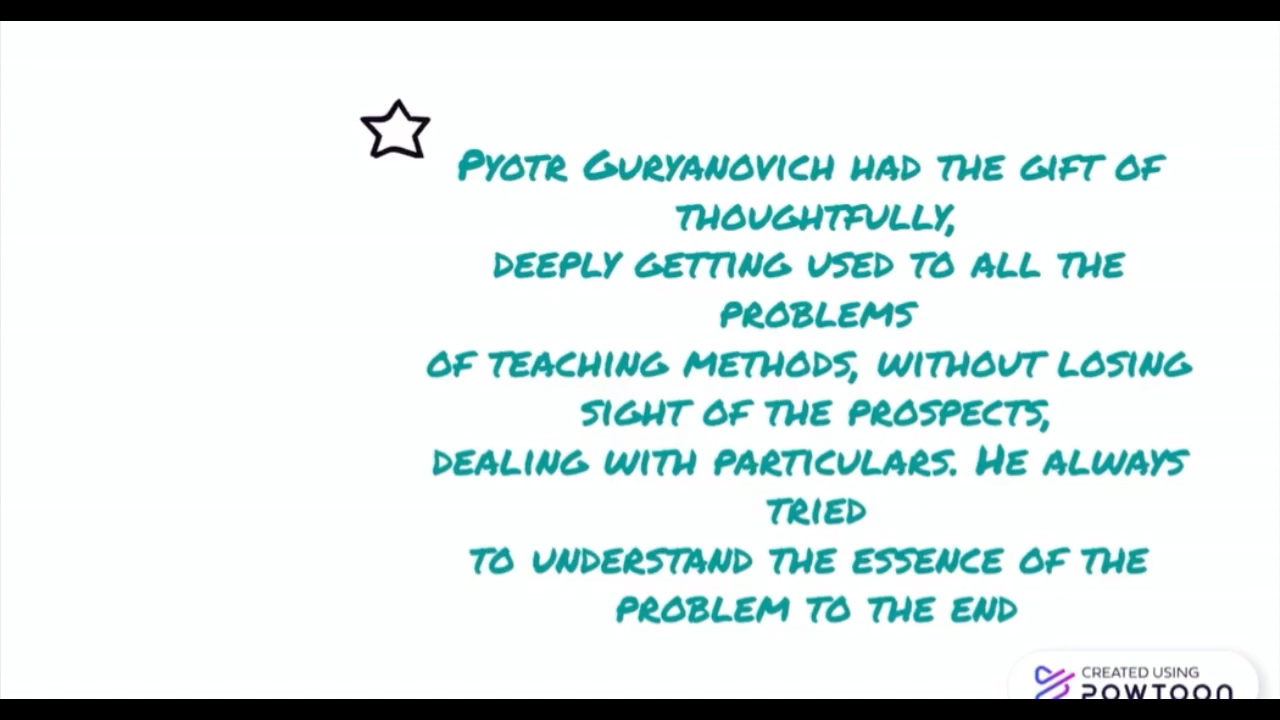 Pyotr Guryanovich had the gift of
thoughtfully,
deeply getting used to all the
problems
of teaching methods, without losing
sight of the prospects,
dealing with particulars. He always
tried
to understand the essence of the
problem to the end
CREATED USING
POWTOON